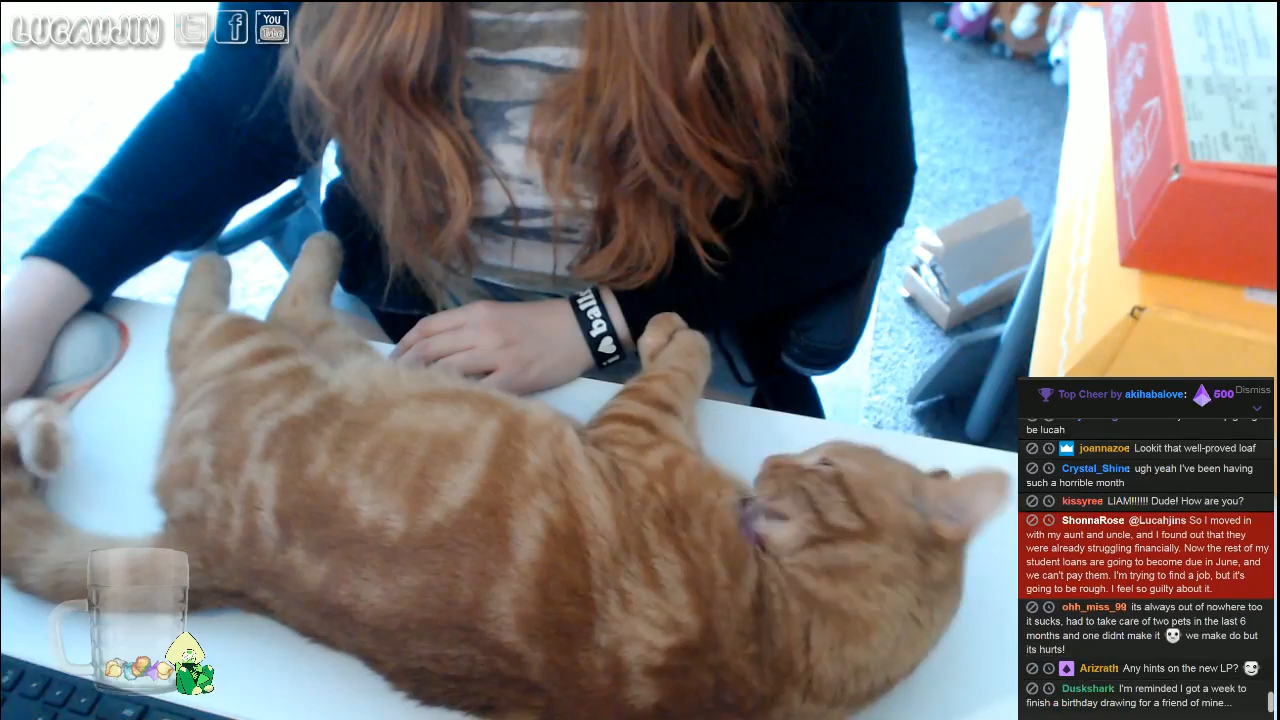 LUCAHJIN
You
Tube
I ♥ balls
Top Cheer by akihabalove: 500
Dismiss
be lucah
joannazoe: Lookit that well-proved loaf
Crystal_Shine: ugh yeah I've been having
such a horrible month
kissyree: LIAM!!!!!! Dude! How are you?
ShonnaRose @Lucahjins So I moved in
with my aunt and uncle, and I found out that they
were already struggling financially. Now the rest of my
student loans are going to become due in June, and
we can't pay them. I'm trying to find a job, but it's
going to be rough. I feel so guilty about it.
ohh_miss_99: its always out of nowhere too
it sucks, had to take care of two pets in the last 6
months and one didnt make it we make do but
its hurts!
Arizrath: Any hints on the new LP?
Duskshark: I'm reminded I got a week to
finish a birthday drawing for a friend of mine...